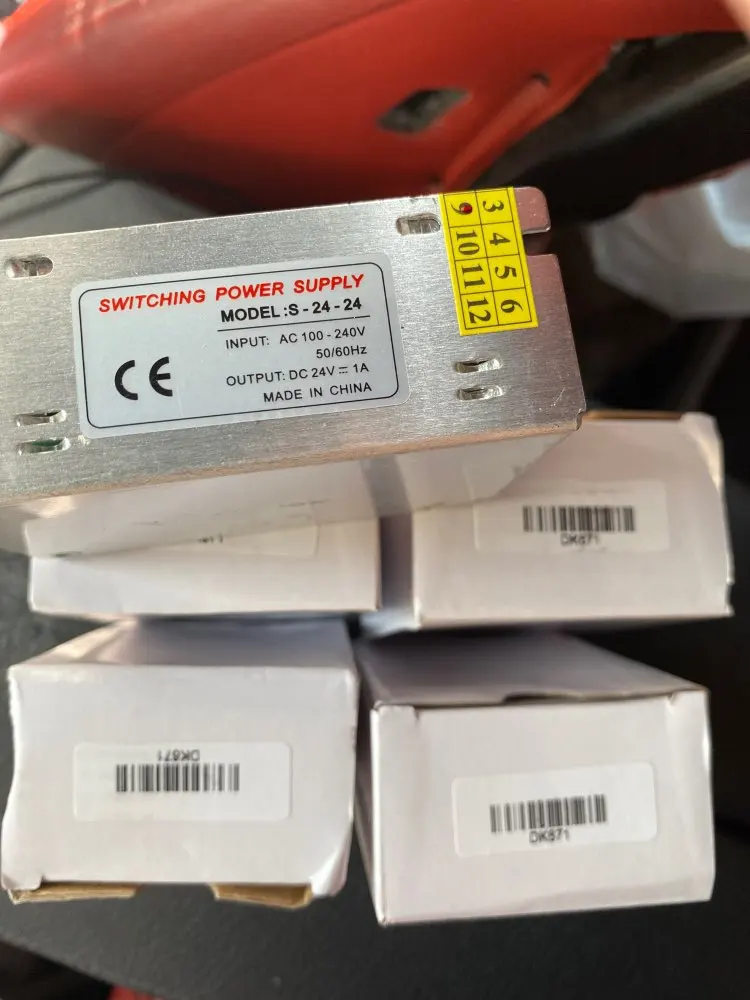 SWITCHING POWER SUPPLY
MODEL :S - 24 - 24
INPUT: AC 100 - 240V
50/60Hz
OUTPUT: DC 24V ⎓ 1A
MADE IN CHINA
CE
3 4 5 6
9 10 11 12
DK671
DK671
DK671